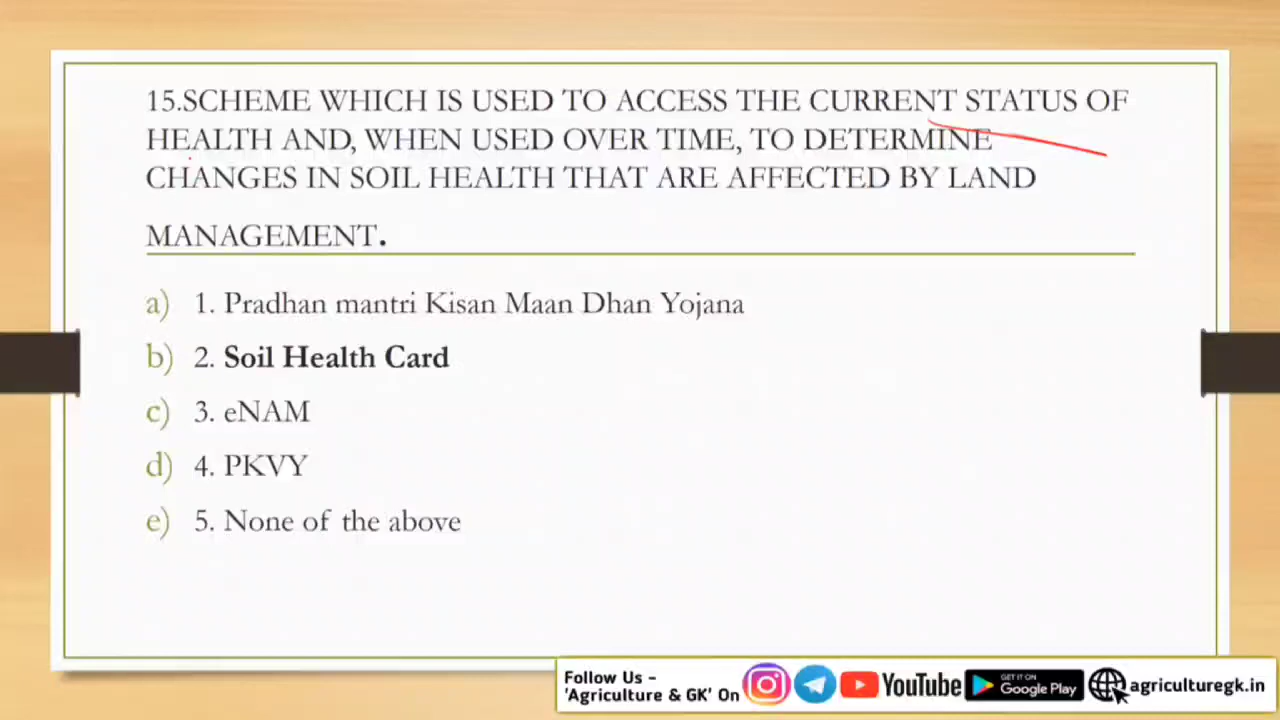 15.SCHEME WHICH IS USED TO ACCESS THE CURRENT STATUS OF
HEALTH AND, WHEN USED OVER TIME, TO DETERMINE
CHANGES IN SOIL HEALTH THAT ARE AFFECTED BY LAND
MANAGEMENT.
a) 1. Pradhan mantri Kisan Maan Dhan Yojana
b) 2. Soil Health Card
c) 3. eNAM
d) 4. PKVY
e) 5. None of the above
Follow Us -
'Agriculture & GK' On
YouTube
GET IT ON
Google Play
agriculturegk.in